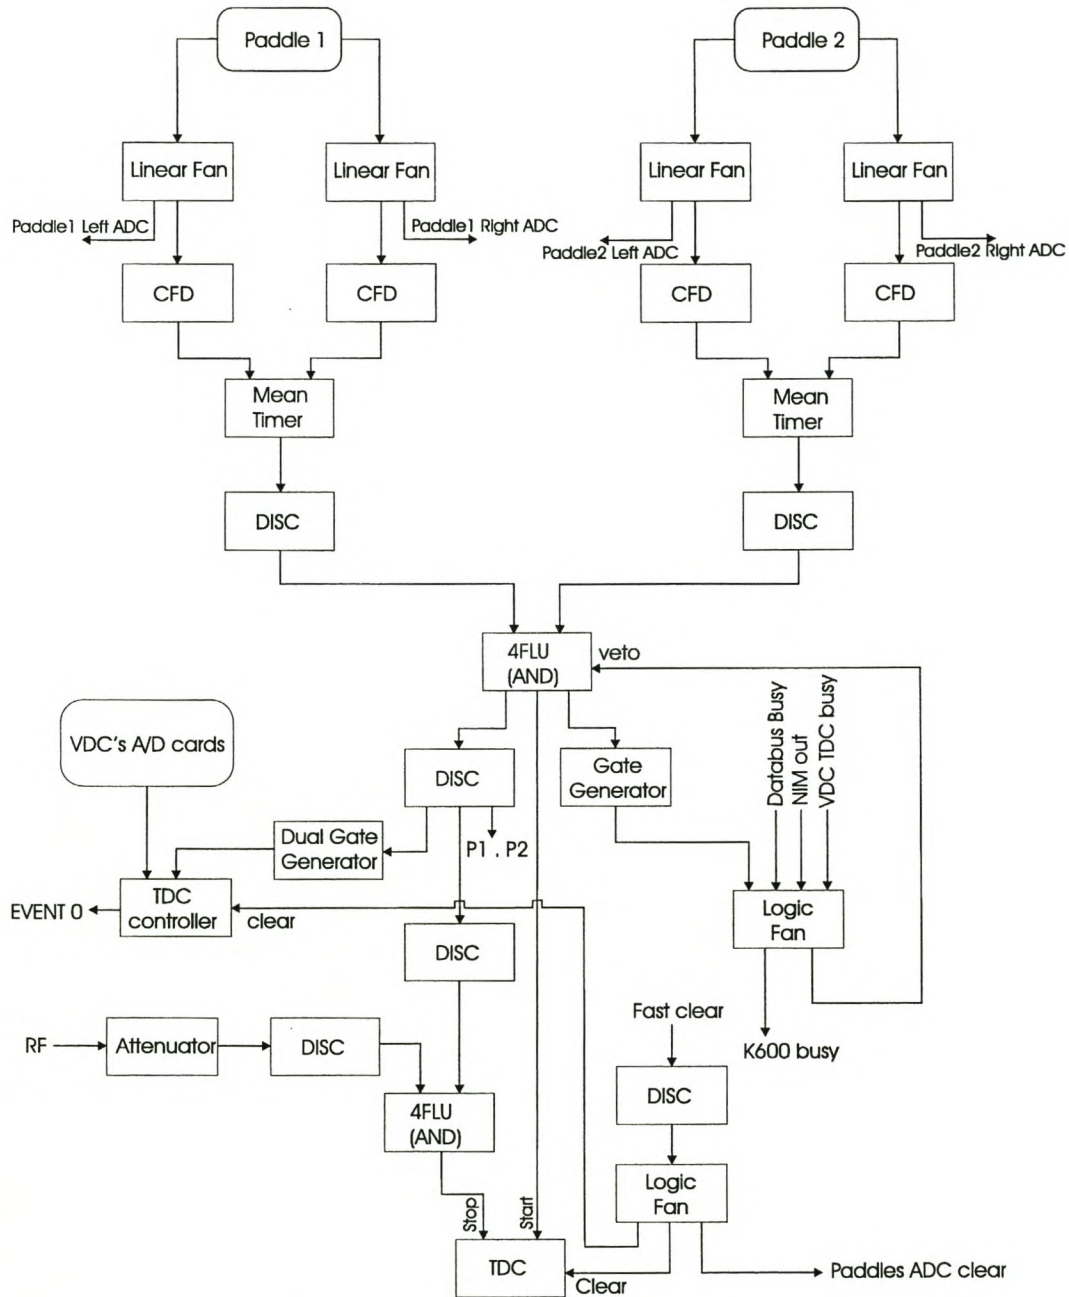 Paddle 1
Paddle 2
Linear Fan
Linear Fan
Linear Fan
Linear Fan
Paddle1 Left ADC
Paddle1 Right ADC
Paddle2 Left ADC
Paddle2 Right ADC
CFD
CFD
CFD
CFD
Mean
Timer
Mean
Timer
DISC
DISC
4FLU
(AND)
veto
VDC's A/D cards
DISC
Gate
Generator
Databus Busy
NIM out
VDC TDC busy
Dual Gate
Generator
P1 . P2
TDC
controller
EVENT 0
clear
Logic
Fan
DISC
K600 busy
Fast clear
RF
Attenuator
DISC
DISC
4FLU
(AND)
Logic
Fan
Stop
Start
TDC
Clear
Paddles ADC clear